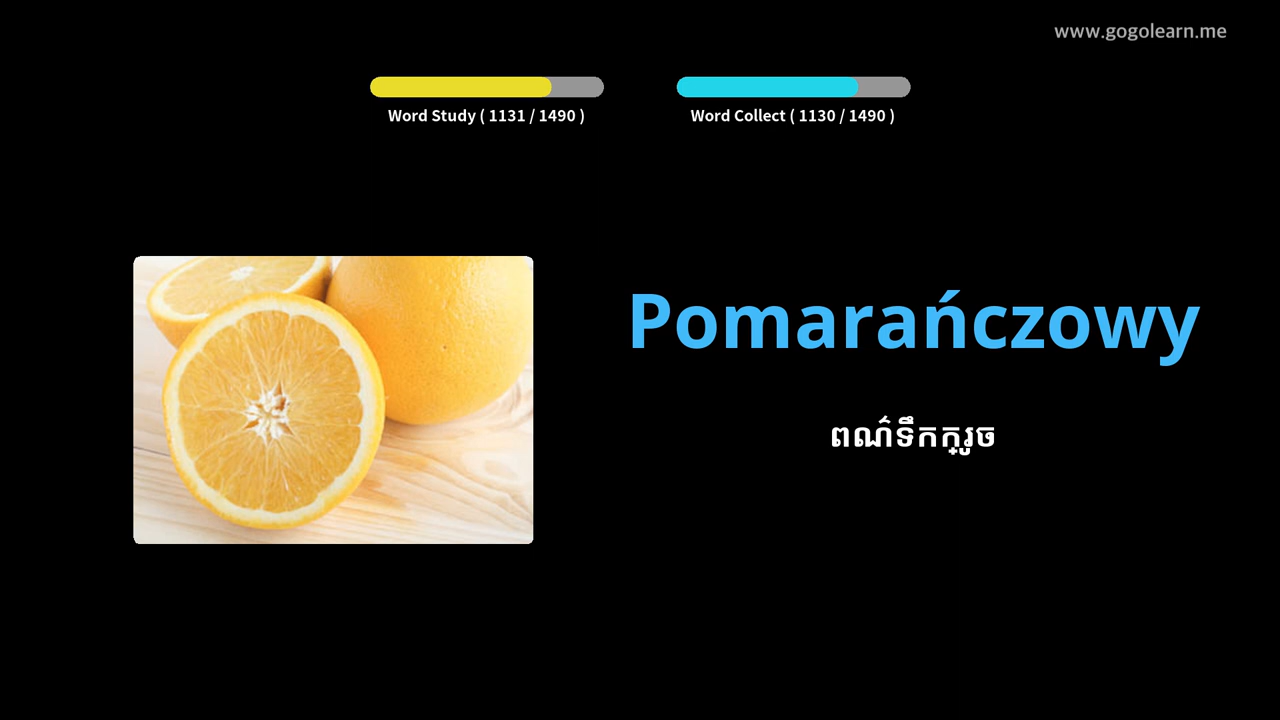 www.gogolearn.me
Word Study ( 1131 / 1490 )
Word Collect ( 1130 / 1490 )
Pomarańczowy
ពណ៌ទឹកក្រូច